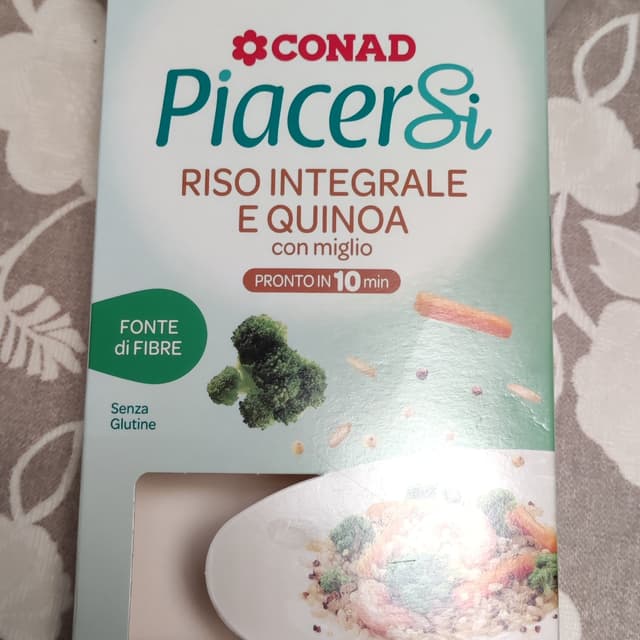 CONAD
PiacerSi
RISO INTEGRALE
E QUINOA
con miglio
PRONTO IN 10 min
FONTE
di FIBRE
Senza
Glutine